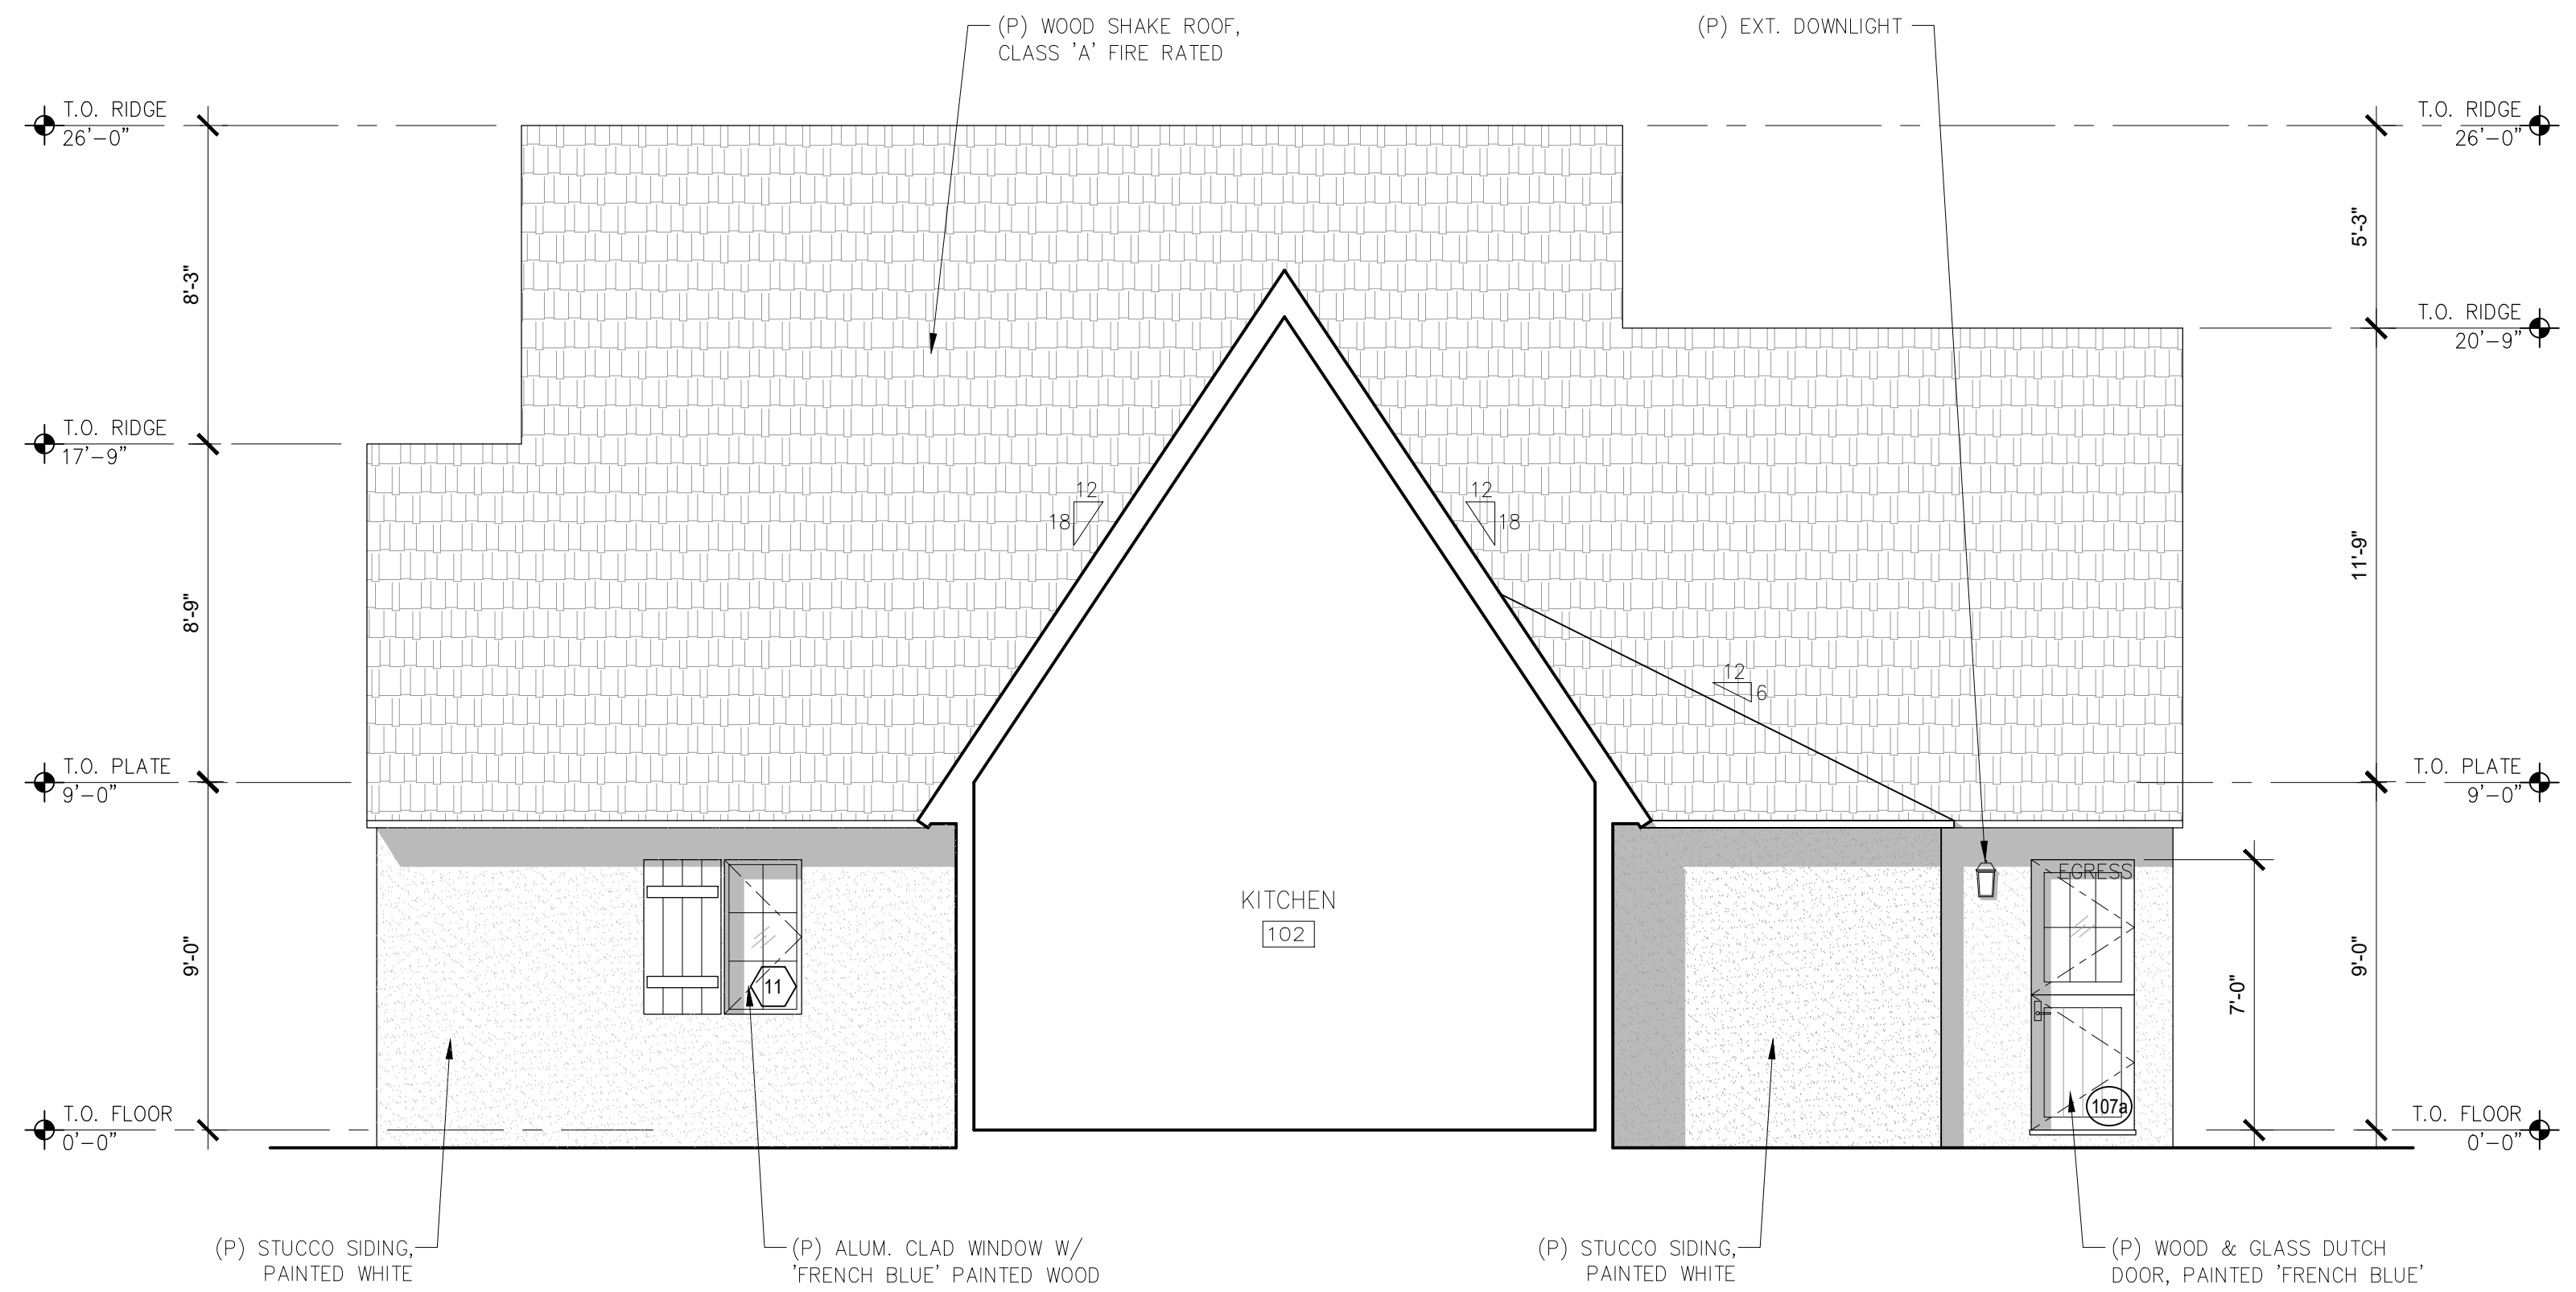 (P) WOOD SHAKE ROOF,
CLASS 'A' FIRE RATED
(P) EXT. DOWNLIGHT
T.O. RIDGE
26'-0"
T.O. RIDGE
26'-0"
5'-3"
8'-3"
T.O. RIDGE
20'-9"
T.O. RIDGE
17'-9"
12
18
12
18
11'-9"
8'-9"
12
6
T.O. PLATE
9'-0"
T.O. PLATE
9'-0"
EGRESS
KITCHEN
102
9'-0"
9'-0"
11
7'-0"
107a
T.O. FLOOR
0'-0"
T.O. FLOOR
0'-0"
(P) STUCCO SIDING,
PAINTED WHITE
(P) ALUM. CLAD WINDOW W/
'FRENCH BLUE' PAINTED WOOD
(P) STUCCO SIDING,
PAINTED WHITE
(P) WOOD & GLASS DUTCH
DOOR, PAINTED 'FRENCH BLUE'